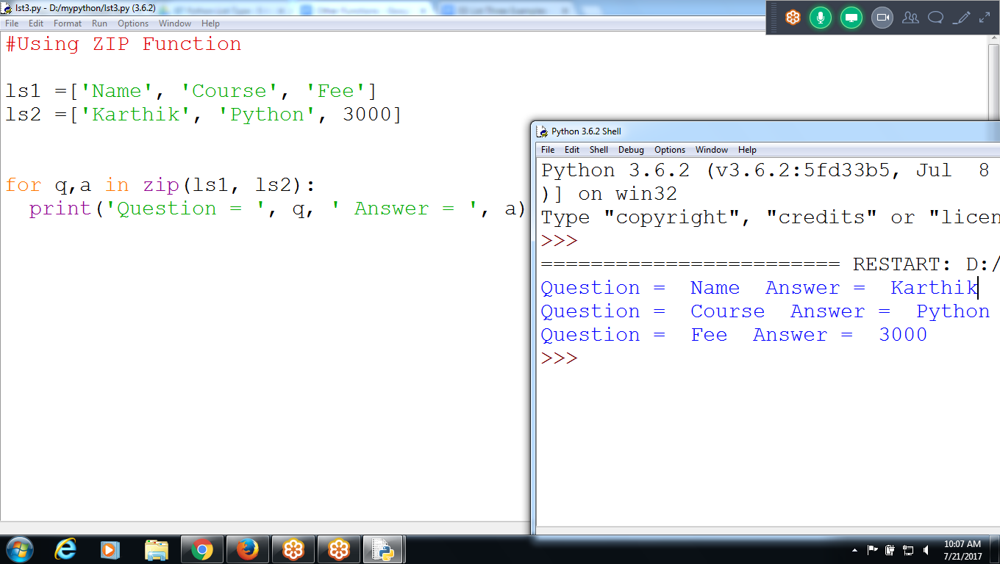 lst3.py - D:/mypython/lst3.py (3.6.2)
File Edit Format Run Options Window Help
#Using ZIP Function
ls1 =['Name', 'Course', 'Fee']
ls2 =['Karthik', 'Python', 3000]
for q,a in zip(ls1, ls2):
  print('Question = ', q, ' Answer = ', a)
Python 3.6.2 Shell
File Edit Shell Debug Options Window Help
Python 3.6.2 (v3.6.2:5fd33b5, Jul  8
)] on win32
Type "copyright", "credits" or "licen
>>>
======================== RESTART: D:/
Question =  Name  Answer =  Karthik
Question =  Course  Answer =  Python
Question =  Fee  Answer =  3000
>>>
10:07 AM
7/21/2017